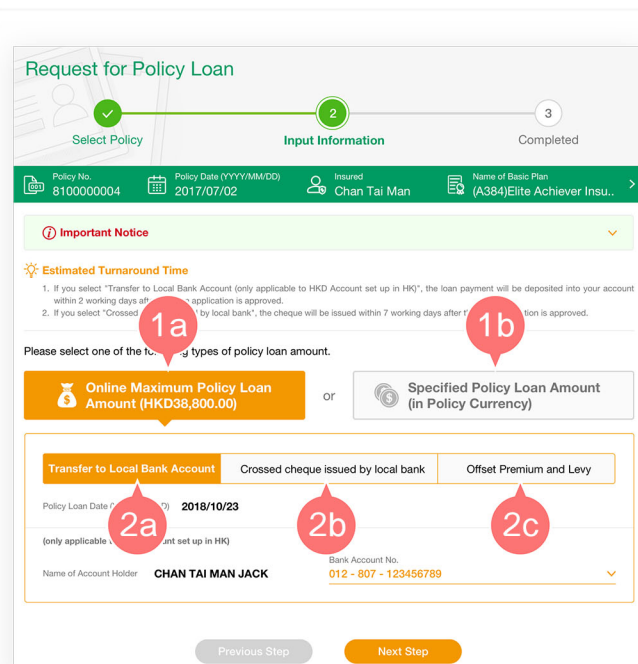 Request for Policy Loan
2
3
Select Policy
Input Information
Completed
Policy No.
8100000004
Policy Date (YYYY/MM/DD)
2017/07/02
Insured
Chan Tai Man
Name of Basic Plan
(A384)Elite Achiever Insu..
Important Notice
Estimated Turnaround Time
1. If you select "Transfer to Local Bank Account (only applicable to HKD Account set up in HK)", the loan payment will be deposited into your account
within 2 working days application is approved.
2. If you select "Crossed by local bank", the cheque will be issued within 7 working days after is approved.
1a
1b
Please select one of the types of policy loan amount.
Online Maximum Policy Loan
Amount (HKD38,800.00)
or
Specified Policy Loan Amount
(in Policy Currency)
Transfer to Local Bank Account
Crossed cheque issued by local bank
Offset Premium and Levy
Policy Loan Date 2018/10/23
2a
2b
2c
(only applicable set up in HK)
Name of Account Holder
CHAN TAI MAN JACK
Bank Account No.
012 - 807 - 123456789
Previous Step
Next Step